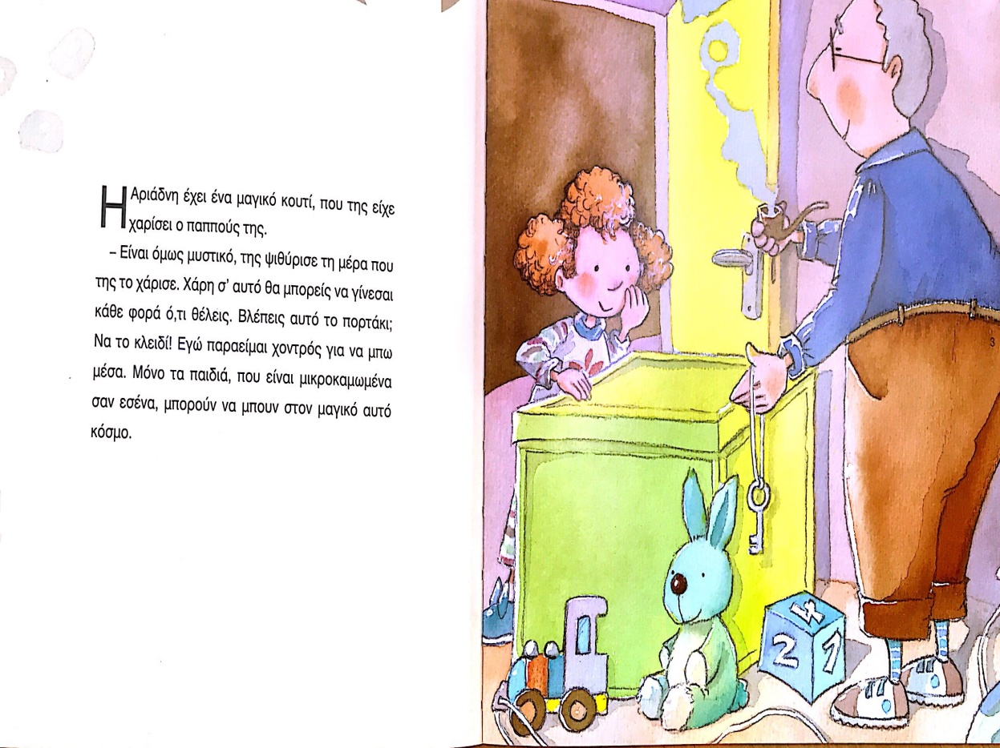 Η Αριάδνη έχει ένα μαγικό κουτί, που της είχε
χαρίσει ο παππούς της.
– Είναι όμως μυστικό, της ψιθύρισε τη μέρα που
της το χάρισε. Χάρη σ' αυτό θα μπορείς να γίνεσαι
κάθε φορά ό,τι θέλεις. Βλέπεις αυτό το πορτάκι;
Να το κλειδί! Εγώ παραείμαι χοντρός για να μπω
μέσα. Μόνο τα παιδιά, που είναι μικροκαμωμένα
σαν εσένα, μπορούν να μπουν στον μαγικό αυτό
κόσμο.
3
4
2 1